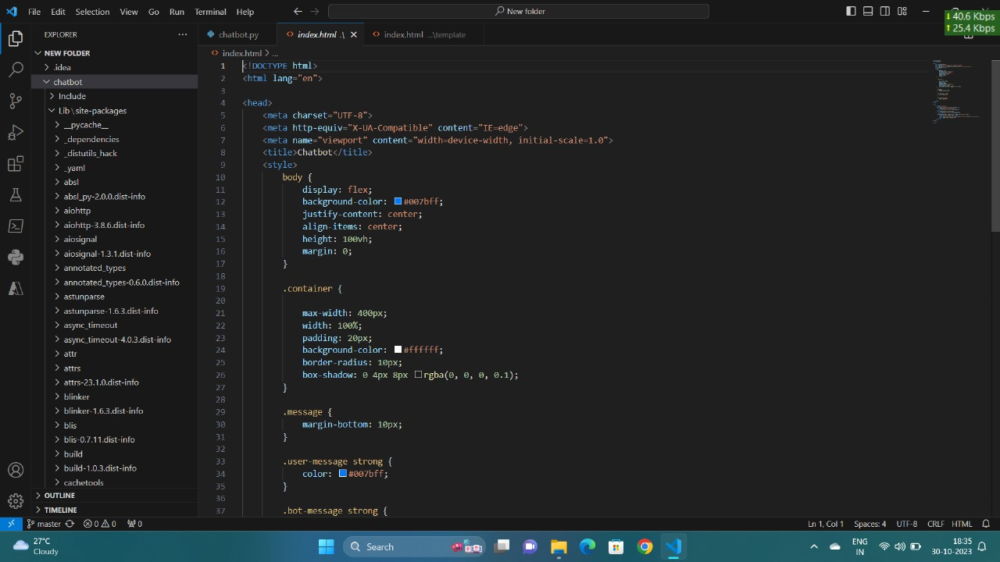 File Edit Selection View Go Run Terminal Help
New folder
40.6 Kbps
25.4 Kbps
EXPLORER
NEW FOLDER
.idea
chatbot
Include
Lib \ site-packages
__pycache__
_dependencies
_distutils_hack
_yaml
absl
absl_py-2.0.0.dist-info
aiohttp
aiohttp-3.8.6.dist-info
aiosignal
aiosignal-1.3.1.dist-info
annotated_types
annotated_types-0.6.0.dist-info
astunparse
astunparse-1.6.3.dist-info
async_timeout
async_timeout-4.0.3.dist-info
attr
attrs
attrs-23.1.0.dist-info
blinker
blinker-1.6.3.dist-info
blis
blis-0.7.11.dist-info
build
build-1.0.3.dist-info
cachetools
OUTLINE
TIMELINE
chatbot.py
index.html .\
index.html ...\template
index.html > ...
1 <!DOCTYPE html>
2 <html lang="en">
3
4 <head>
5 <meta charset="UTF-8">
6 <meta http-equiv="X-UA-Compatible" content="IE=edge">
7 <meta name="viewport" content="width=device-width, initial-scale=1.0">
8 <title>Chatbot</title>
9 <style>
10 body {
11 display: flex;
12 background-color: #007bff;
13 justify-content: center;
14 align-items: center;
15 height: 100vh;
16 margin: 0;
17 }
18
19 .container {
20
21 max-width: 400px;
22 width: 100%;
23 padding: 20px;
24 background-color: #ffffff;
25 border-radius: 10px;
26 box-shadow: 0 4px 8px rgba(0, 0, 0, 0.1);
27 }
28
29 .message {
30 margin-bottom: 10px;
31 }
32
33 .user-message strong {
34 color: #007bff;
35 }
36
37 .bot-message strong {
master
0 0
0
Ln 1, Col 1
Spaces: 4
UTF-8
CRLF
HTML
27°C
Cloudy
Search
ENG
IN
18:35
30-10-2023